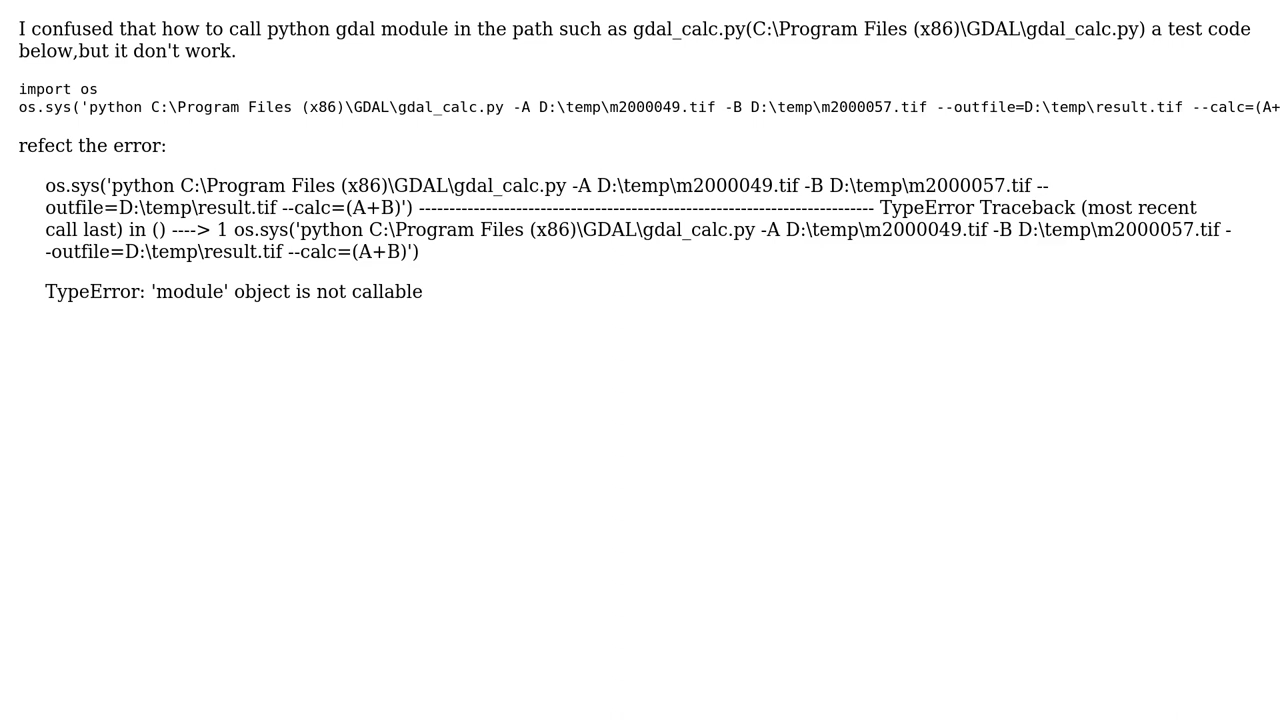 I confused that how to call python gdal module in the path such as gdal_calc.py(C:\Program Files (x86)\GDAL\gdal_calc.py) a test code
below,but it don't work.
import os
os.sys('python C:\Program Files (x86)\GDAL\gdal_calc.py -A D:\temp\m2000049.tif -B D:\temp\m2000057.tif --outfile=D:\temp\result.tif --calc=(A+
refect the error:
os.sys('python C:\Program Files (x86)\GDAL\gdal_calc.py -A D:\temp\m2000049.tif -B D:\temp\m2000057.tif --
outfile=D:\temp\result.tif --calc=(A+B)') --------------------------------------------------------------------------- TypeError Traceback (most recent
call last) in () ----> 1 os.sys('python C:\Program Files (x86)\GDAL\gdal_calc.py -A D:\temp\m2000049.tif -B D:\temp\m2000057.tif -
-outfile=D:\temp\result.tif --calc=(A+B)')
TypeError: 'module' object is not callable